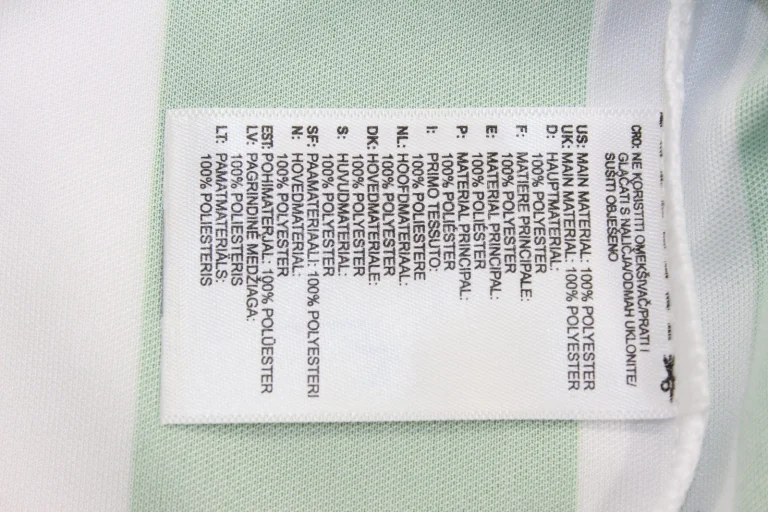 CRO: NE KORISTITI OMEKŠIVAČ/PRATI I
GLAČATI S NALIČJA/ODMAH UKLONITE/
SUŠITI OBJEŠENO
US: MAIN MATERIAL: 100% POLYESTER
UK: MAIN MATERIAL: 100% POLYESTER
D: HAUPTMATERIAL:
100% POLYESTER
F: MATIERE PRINCIPALE:
100% POLYESTER
E: MATERIAL PRINCIPAL:
100% POLIÉSTER
P: MATERIAL PRINCIPAL:
100% POLIÉSTER
I: PRIMO TESSUTO:
100% POLIESTERE
NL: HOOFDMATERIAAL:
100% POLYESTER
DK: HOVEDMATERIALE:
100% POLYESTER
S: HUVUDMATERIAL:
100% POLYESTER
SF: PAAMATERIAALI: 100% POLYESTERI
N: HOVEDMATERIAL:
100% POLYESTER
EST: POHIMATERJAL: 100% POLÜESTER
LV: PAGRINDINĖ MEDŽIAGA:
100% POLIESTERIS
LT: PAMATMATERIĀLS:
100% POLIESTERIS